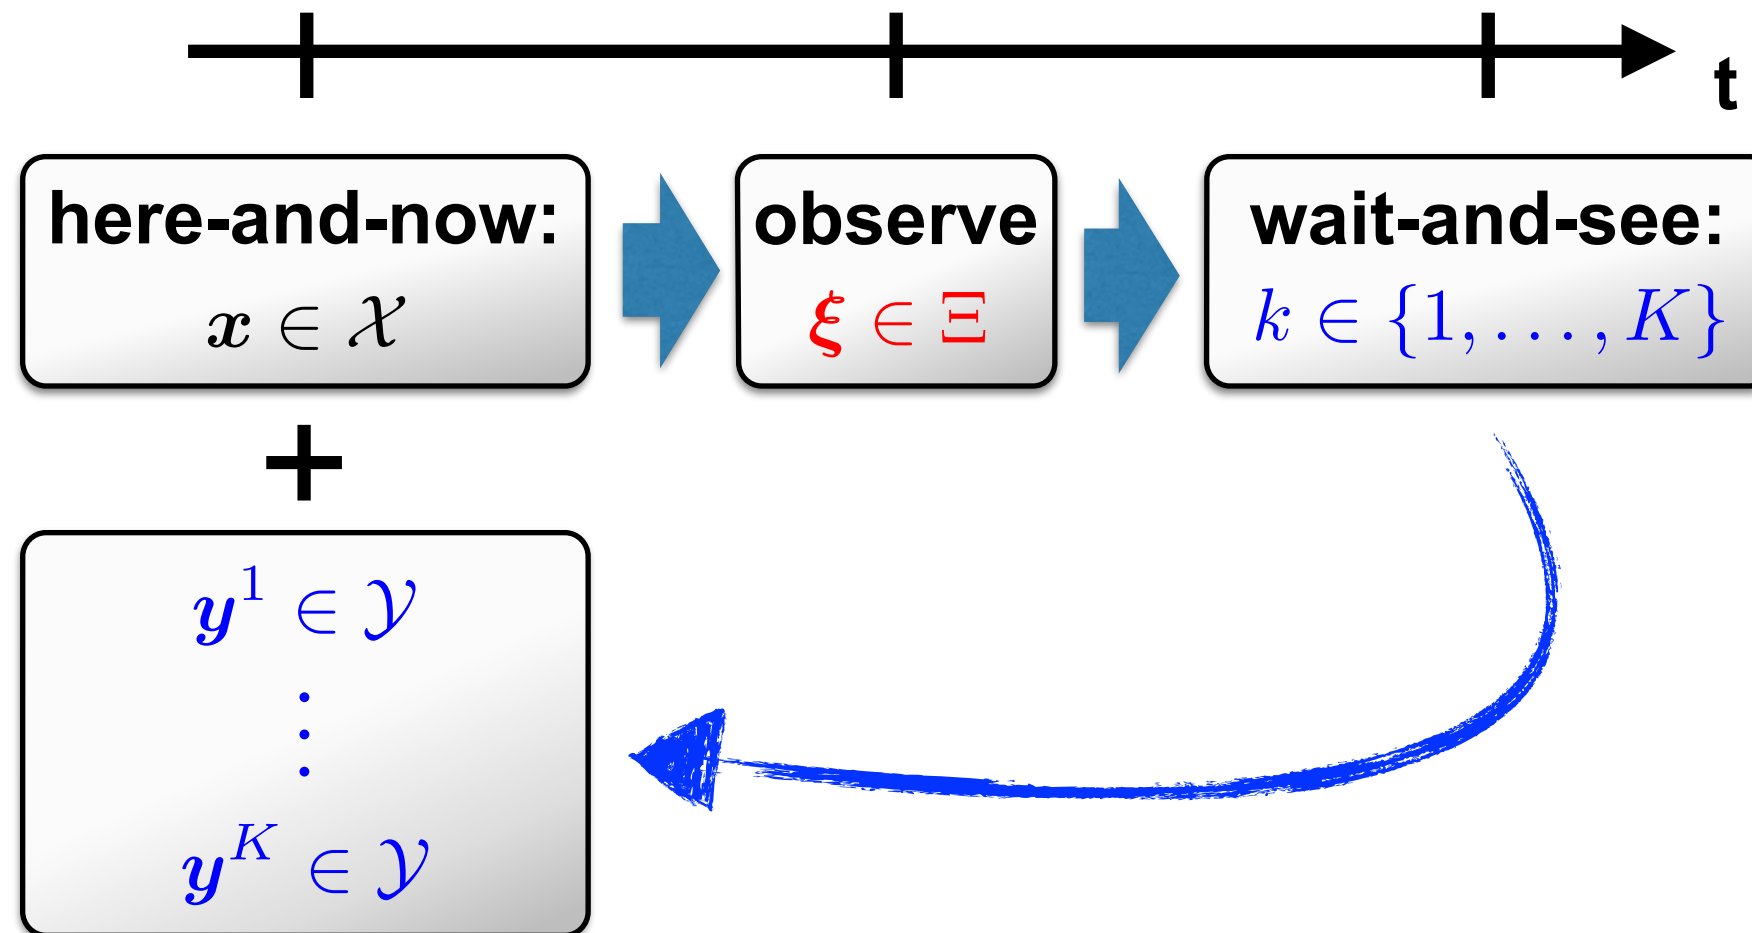 t
here-and-now:
x ∈ 𝒳
observe
ξ ∈ Ξ
wait-and-see:
k ∈ {1, . . . , K}
+
y¹ ∈ 𝒴
⋮
yᴷ ∈ 𝒴